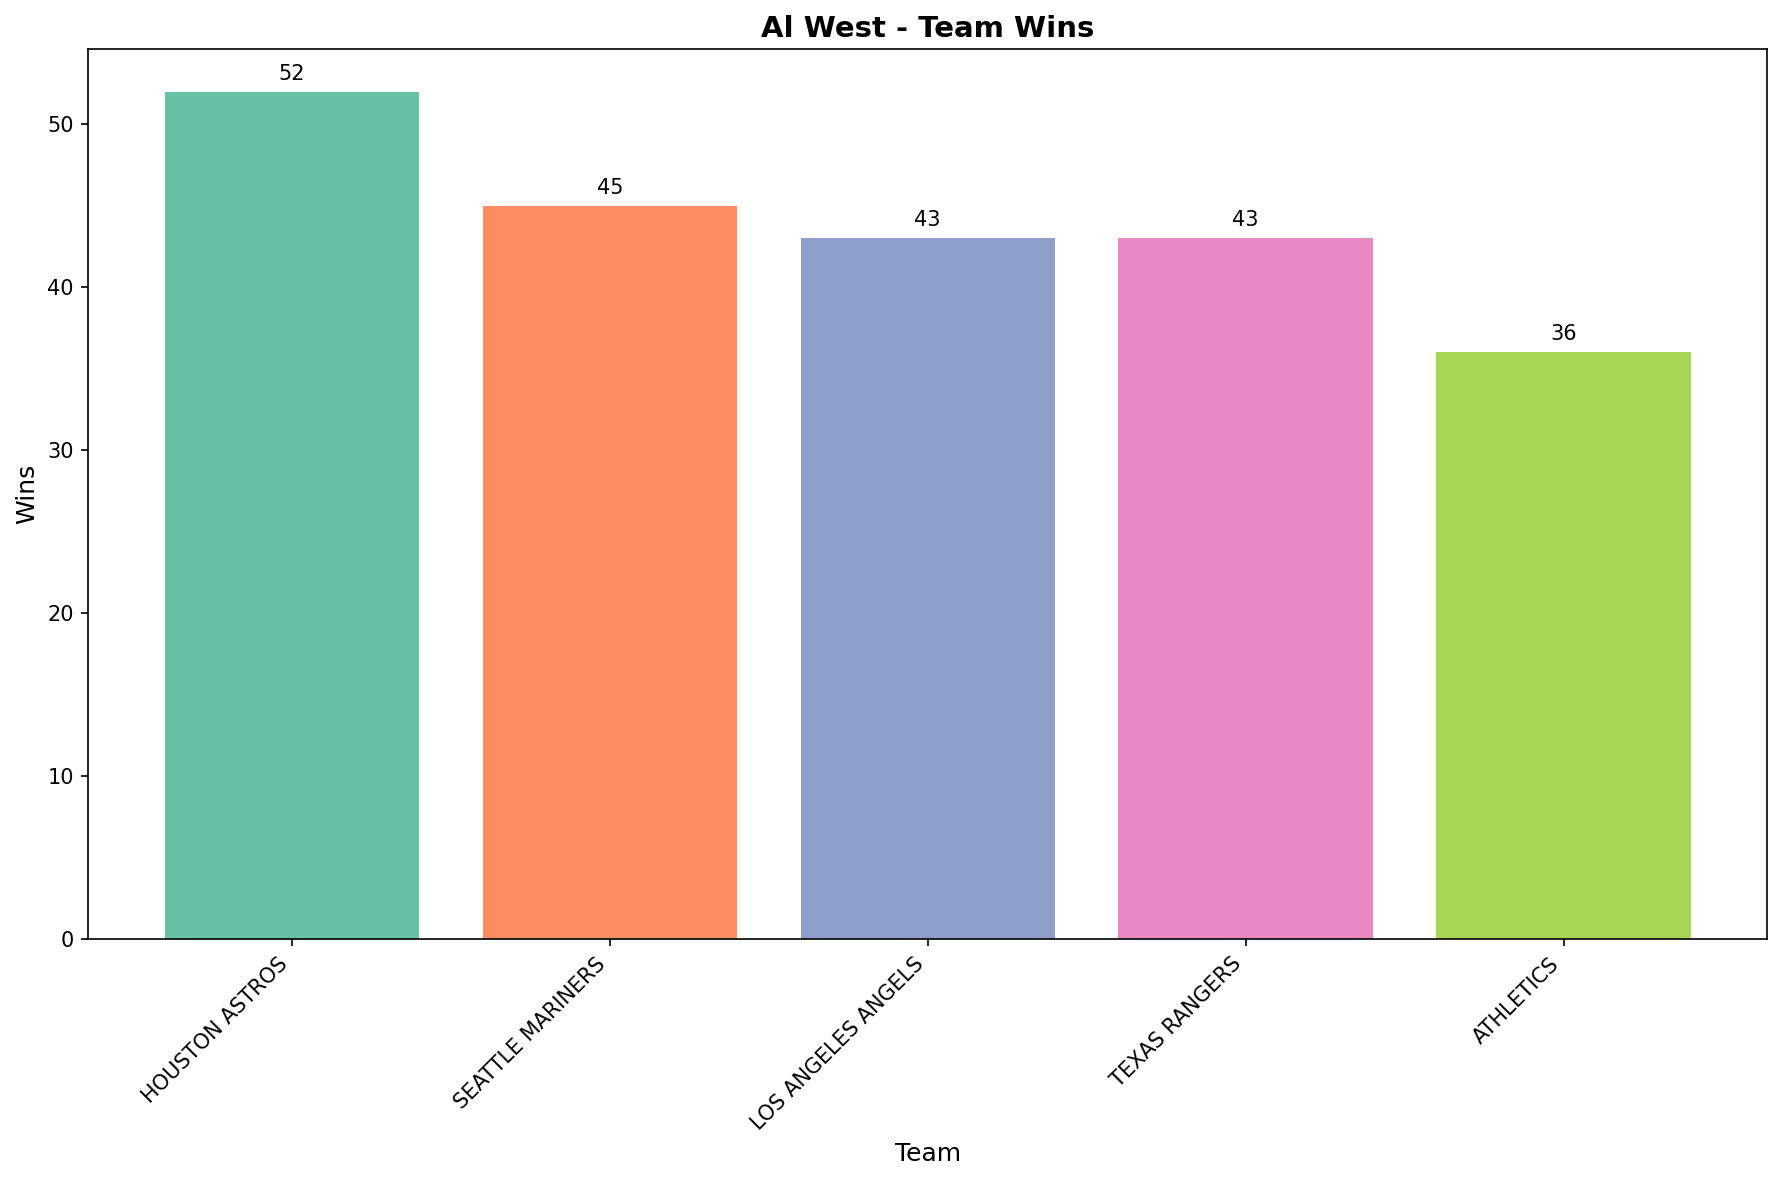 Al West - Team Wins
52
45
43
43
36
50
40
30
20
10
0
Wins
HOUSTON ASTROS
SEATTLE MARINERS
LOS ANGELES ANGELS
TEXAS RANGERS
ATHLETICS
Team